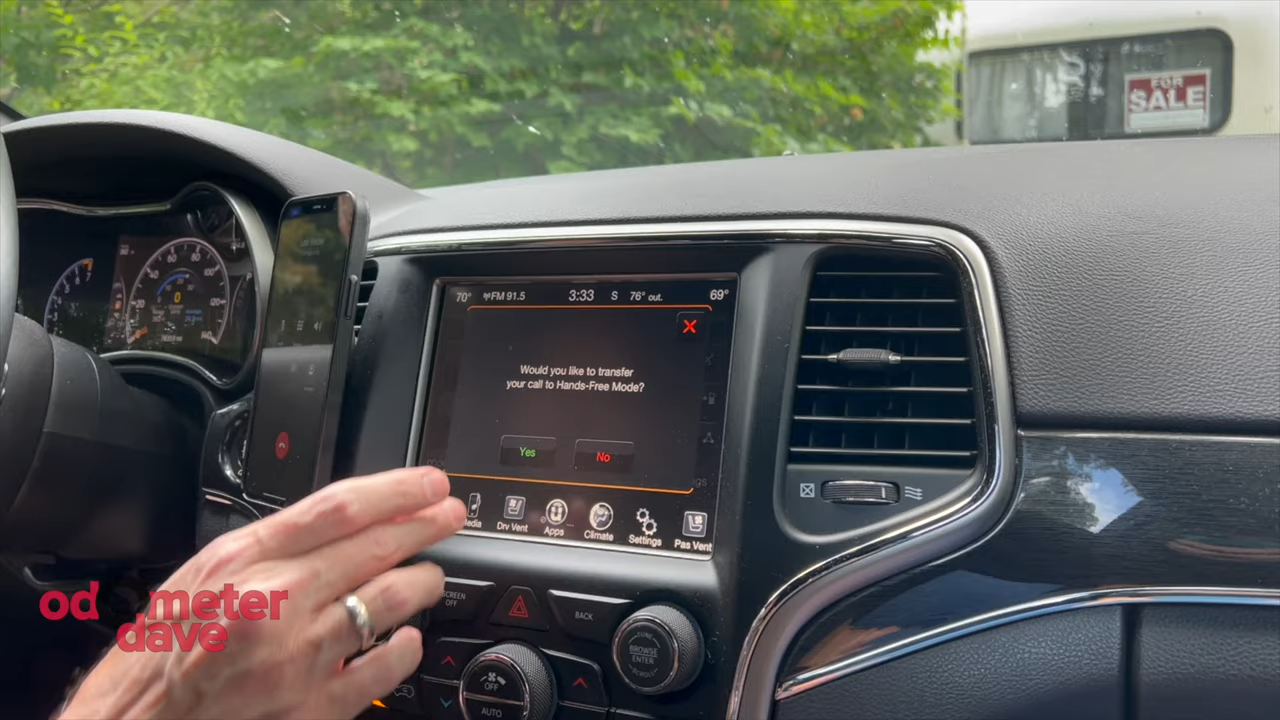 FOR
SALE
70° FM 91.5 3:33 S 76° out. 69°
Would you like to transfer
your call to Hands-Free Mode?
Yes No
Drv Vent Apps Climate Settings Pas Vent
SCREEN
OFF
BACK
BROWSE
ENTER
SCROLL
OFF
AUTO
odometer
dave